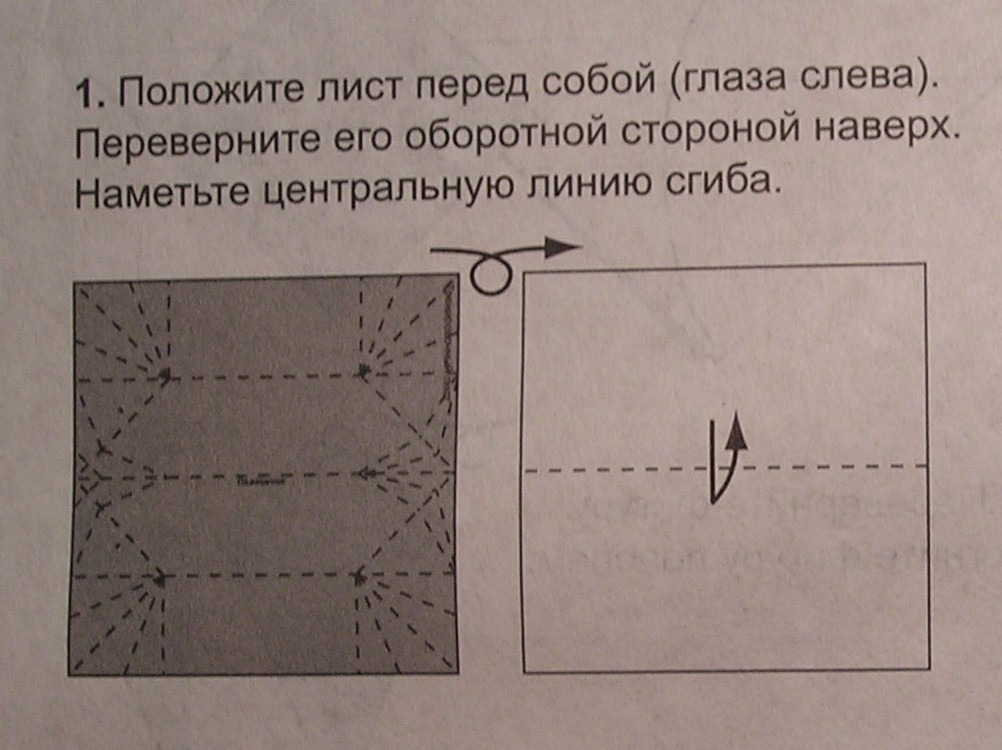 1. Положите лист перед собой (глаза слева).
Переверните его оборотной стороной наверх.
Наметьте центральную линию сгиба.